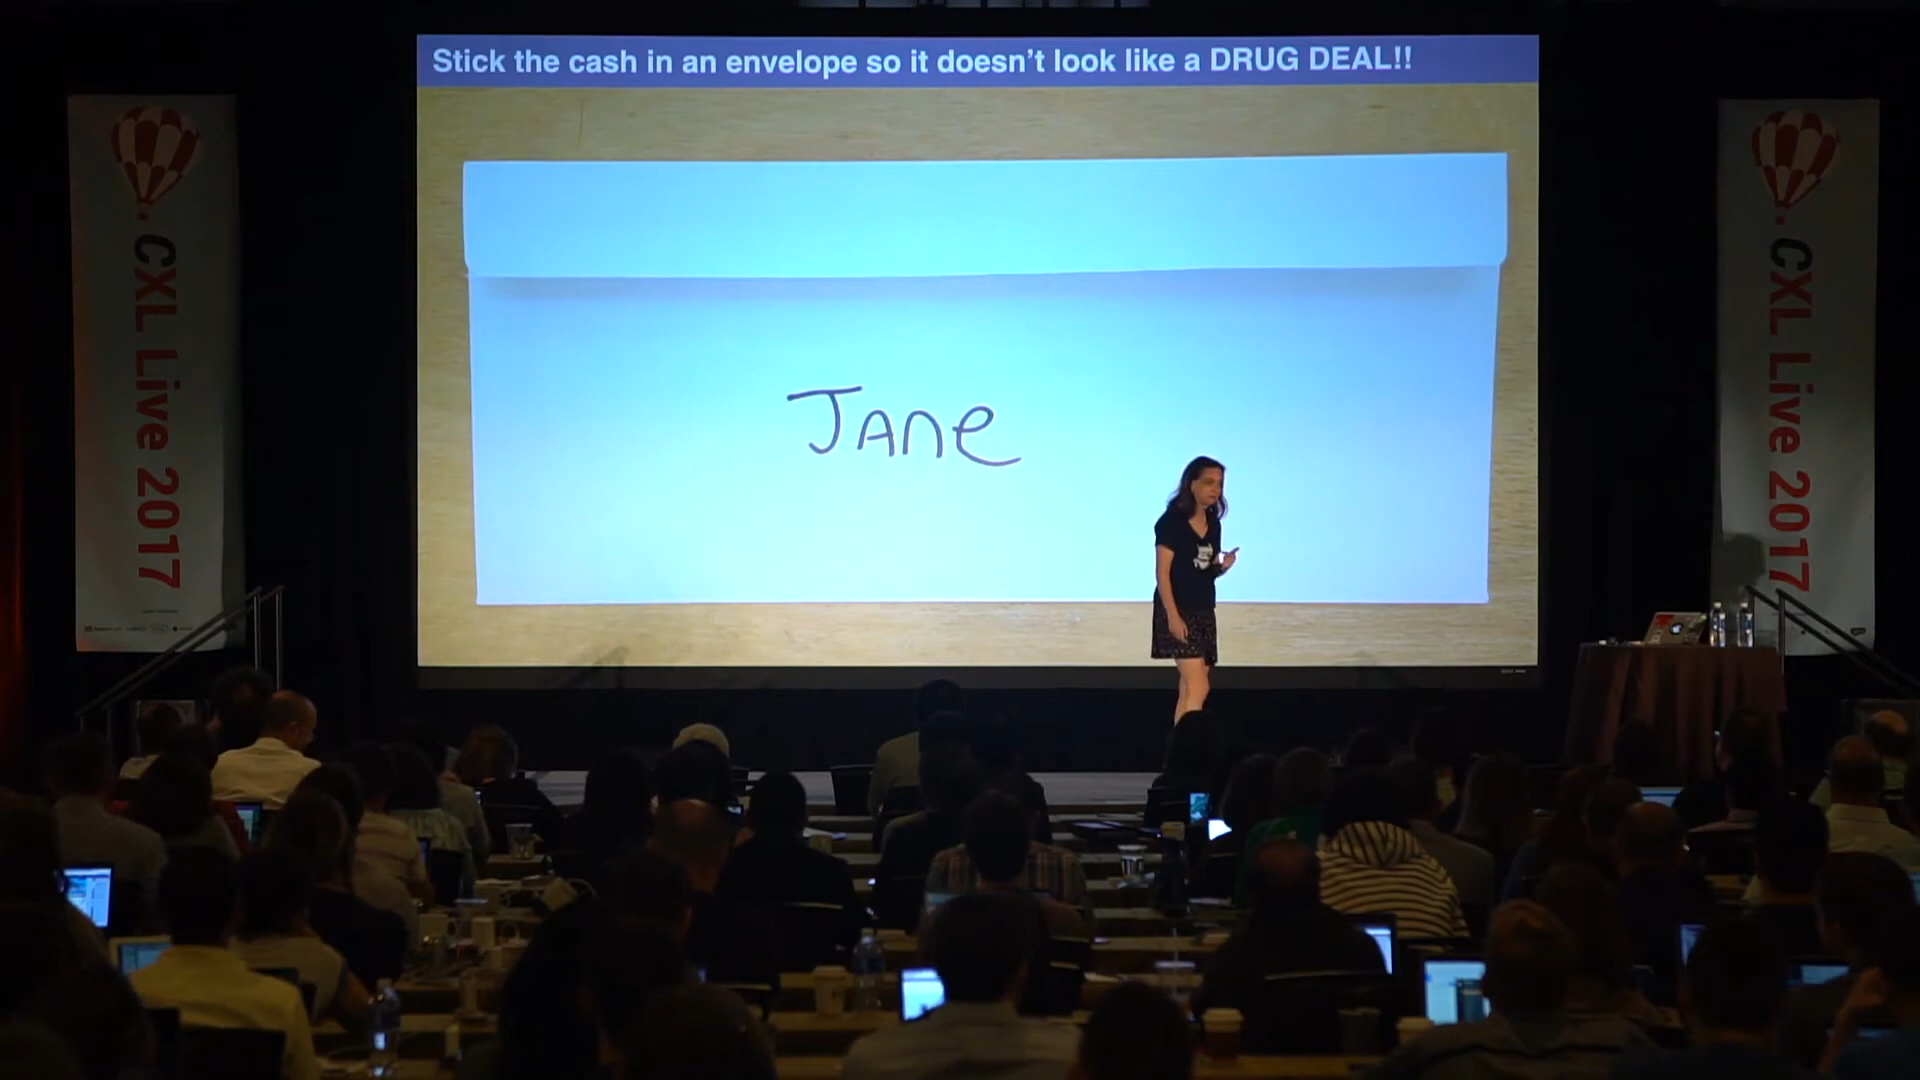 Stick the cash in an envelope so it doesn't look like a DRUG DEAL!!
Jane
CXL Live 2017
CXL Live 2017